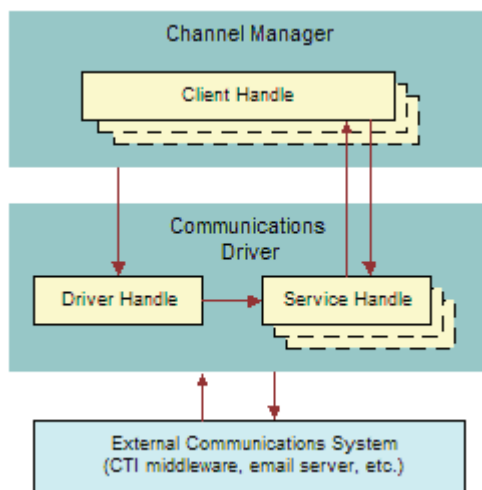 Channel Manager
Client Handle
Communications
Driver
Driver Handle
Service Handle
External Communications System
(CTI middleware, email server, etc.)